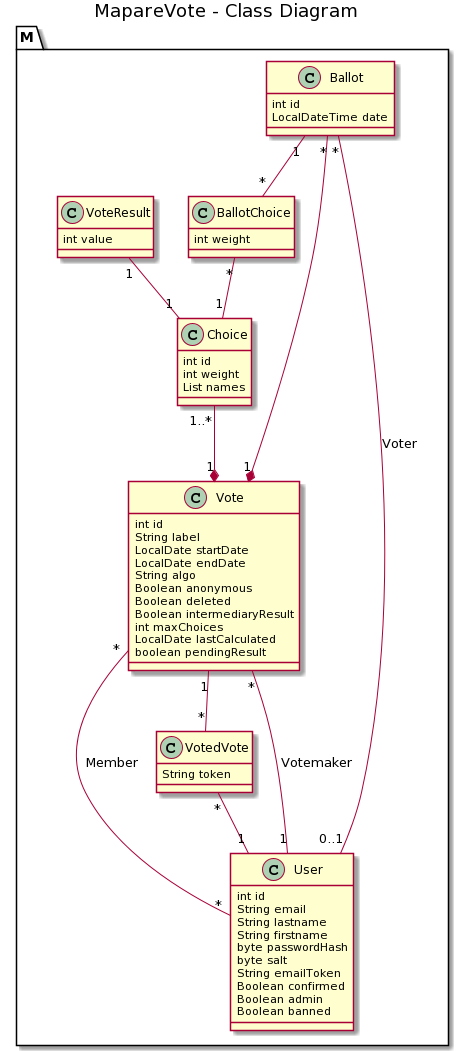 MapareVote - Class Diagram
M
C Ballot
int id
LocalDateTime date
1
*
*
*
C VoteResult
int value
C BallotChoice
int weight
1
*
1
1
C Choice
int id
int weight
List names
1..*
Voter
1
1
C Vote
int id
String label
LocalDate startDate
LocalDate endDate
String algo
Boolean anonymous
Boolean deleted
Boolean intermediaryResult
int maxChoices
LocalDate lastCalculated
boolean pendingResult
*
1
*
*
C VotedVote
String token
Member
Votemaker
*
1
1
0..1
*
C User
int id
String email
String lastname
String firstname
byte passwordHash
byte salt
String emailToken
Boolean confirmed
Boolean admin
Boolean banned